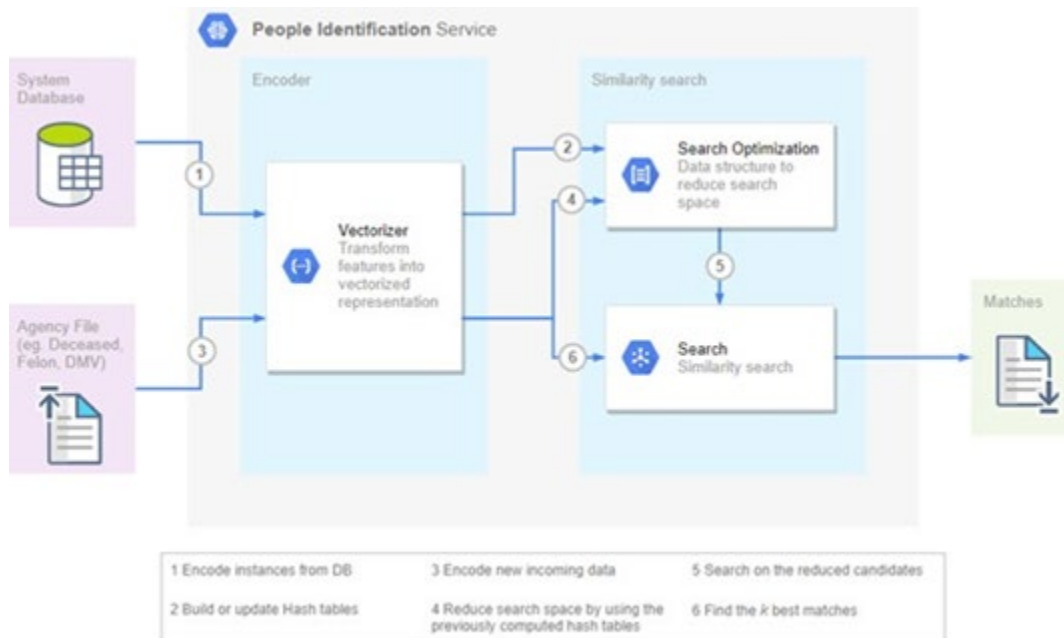 People Identification Service
System
Database
Encoder
Similarity search
1
2
Search Optimization
Data structure to
reduce search
space
4
Vectorizer
Transform
features into
vectorized
representation
{--}
5
Agency File
(eg. Deceased,
Felon, DMV)
3
6
Search
Similarity search
Matches
1 Encode instances from DB
3 Encode new incoming data
5 Search on the reduced candidates
2 Build or update Hash tables
4 Reduce search space by using the
previously computed hash tables
6 Find the k best matches